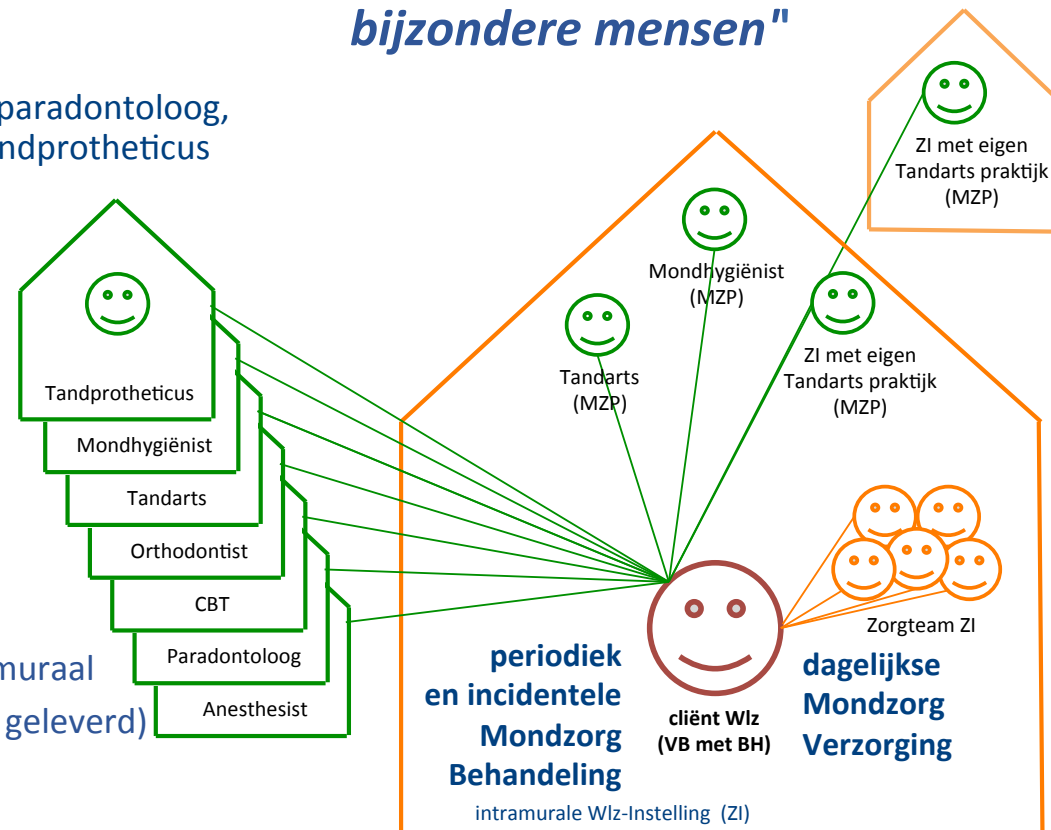 bijzondere mensen"
paradontoloog,
ndprotheticus
ZI met eigen
Tandarts praktijk
(MZP)
Mondhygiënist
(MZP)
Tandarts
(MZP)
ZI met eigen
Tandarts praktijk
(MZP)
Tandprotheticus
Mondhygiënist
Tandarts
Orthodontist
CBT
Paradontoloog
Anesthesist
muraal
geleverd)
Zorgteam ZI
periodiek
en incidentele
Mondzorg
Behandeling
cliënt Wlz
(VB met BH)
dagelijkse
Mondzorg
Verzorging
intramurale Wlz-Instelling (ZI)